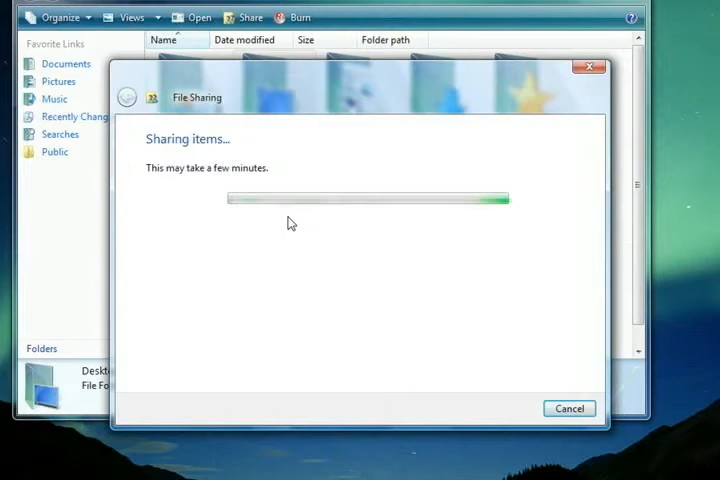 Organize Views Open Share Burn
Favorite Links
Documents
Pictures
Music
Recently Chang
Searches
Public
Folders
Name Date modified Size Folder path
File Sharing
Sharing items...
This may take a few minutes.
Cancel
Deskt
File Fo